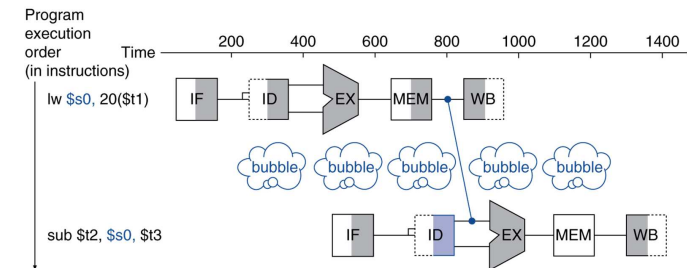 Program
execution
order
(in instructions)
Time
200 400 600 800 1000 1200 1400
lw $s0, 20($t1)
IF ID EX MEM WB
bubble bubble bubble bubble bubble
sub $t2, $s0, $t3
IF ID EX MEM WB